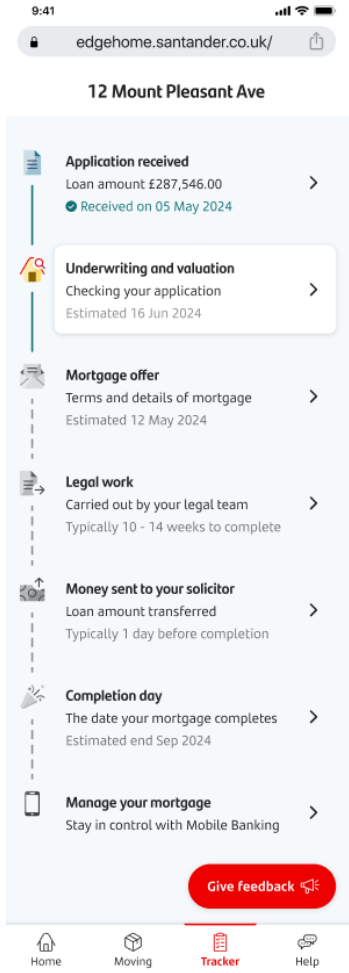 9:41
edgehome.santander.co.uk/
12 Mount Pleasant Ave
Application received
Loan amount £287,546.00
Received on 05 May 2024
Underwriting and valuation
Checking your application
Estimated 16 Jun 2024
Mortgage offer
Terms and details of mortgage
Estimated 12 May 2024
Legal work
Carried out by your legal team
Typically 10 - 14 weeks to complete
Money sent to your solicitor
Loan amount transferred
Typically 1 day before completion
Completion day
The date your mortgage completes
Estimated end Sep 2024
Manage your mortgage
Stay in control with Mobile Banking
Give feedback
Home Moving Tracker Help